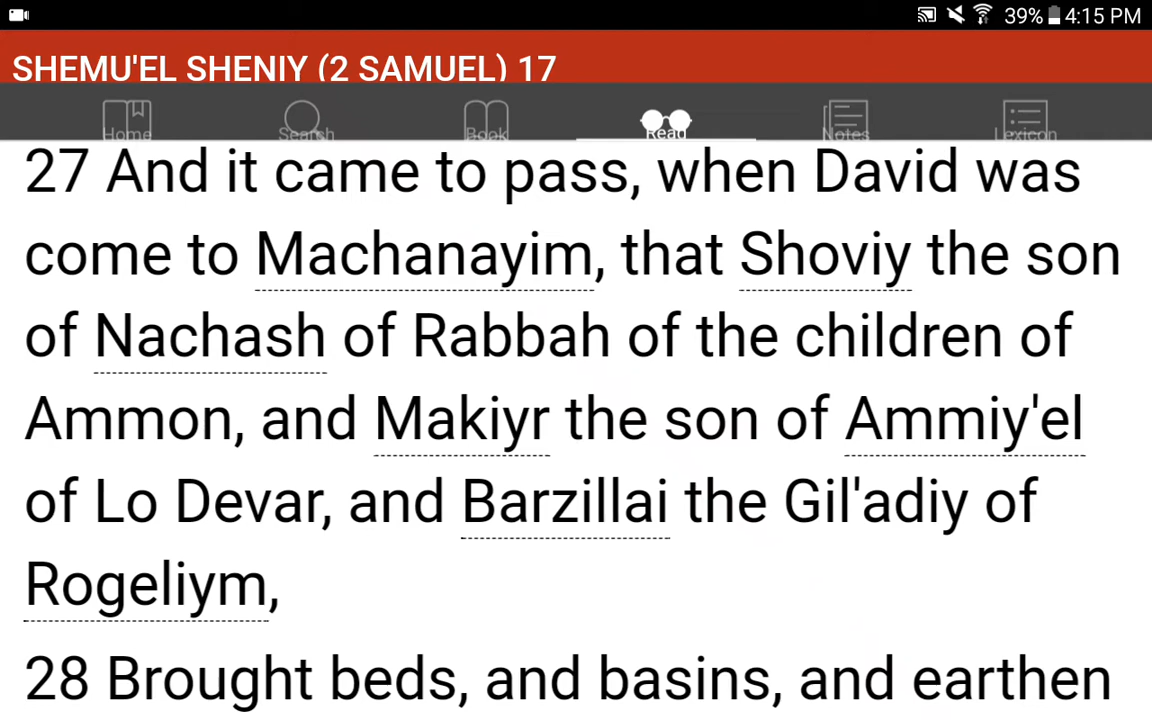 39% 4:15 PM
SHEMU'EL SHENIY (2 SAMUEL) 17
Home Search Book Read Notes Lexicon
27 And it came to pass, when David was
come to Machanayim, that Shoviy the son
of Nachash of Rabbah of the children of
Ammon, and Makiyr the son of Ammiy'el
of Lo Devar, and Barzillai the Gil'adiy of
Rogeliym,
28 Brought beds, and basins, and earthen